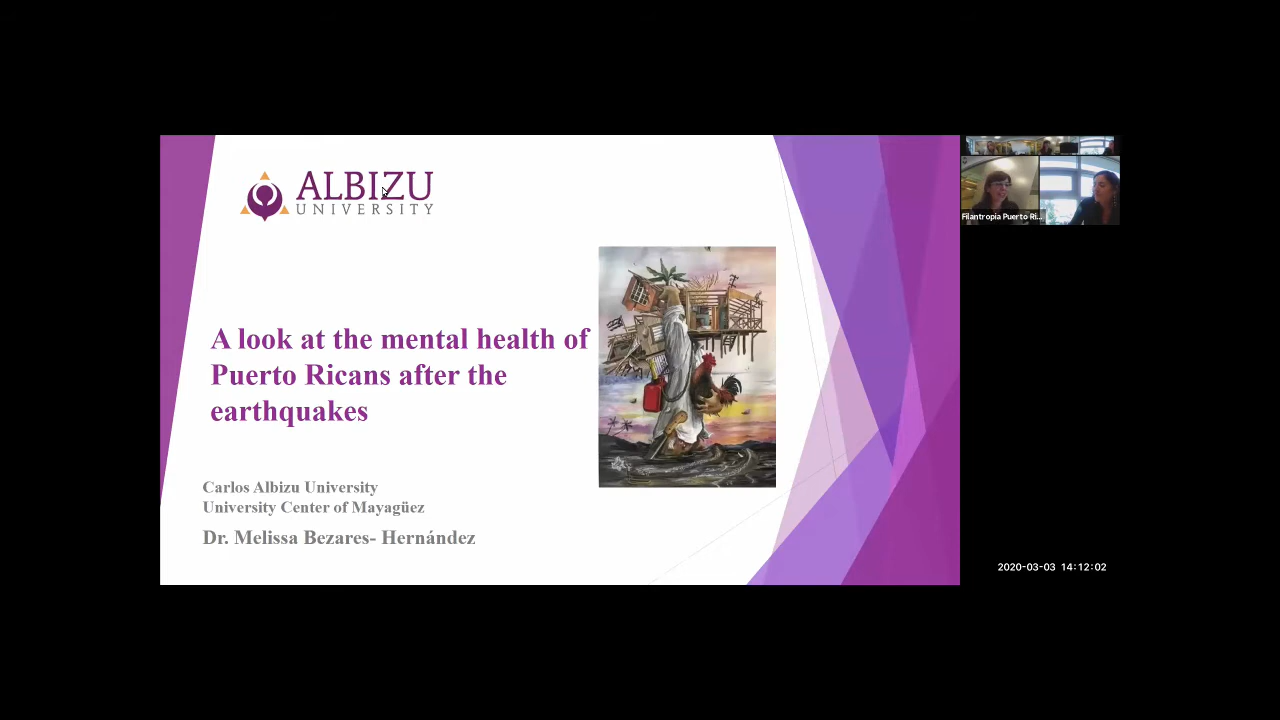 ALBIZU
UNIVERSITY
A look at the mental health of
Puerto Ricans after the
earthquakes
Carlos Albizu University
University Center of Mayagüez
Dr. Melissa Bezares- Hernández
Filantropia Puerto Ri...
2020-03-03 14:12:02